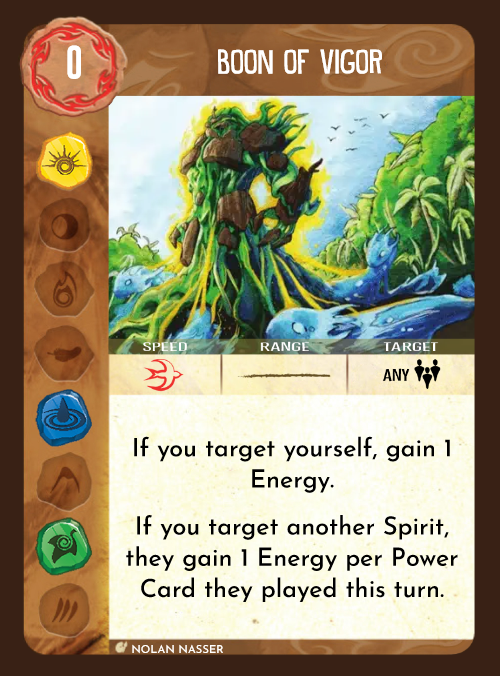 0
BOON OF VIGOR
SPEED RANGE TARGET
ANY
If you target yourself, gain 1
Energy.
If you target another Spirit,
they gain 1 Energy per Power
Card they played this turn.
NOLAN NASSER